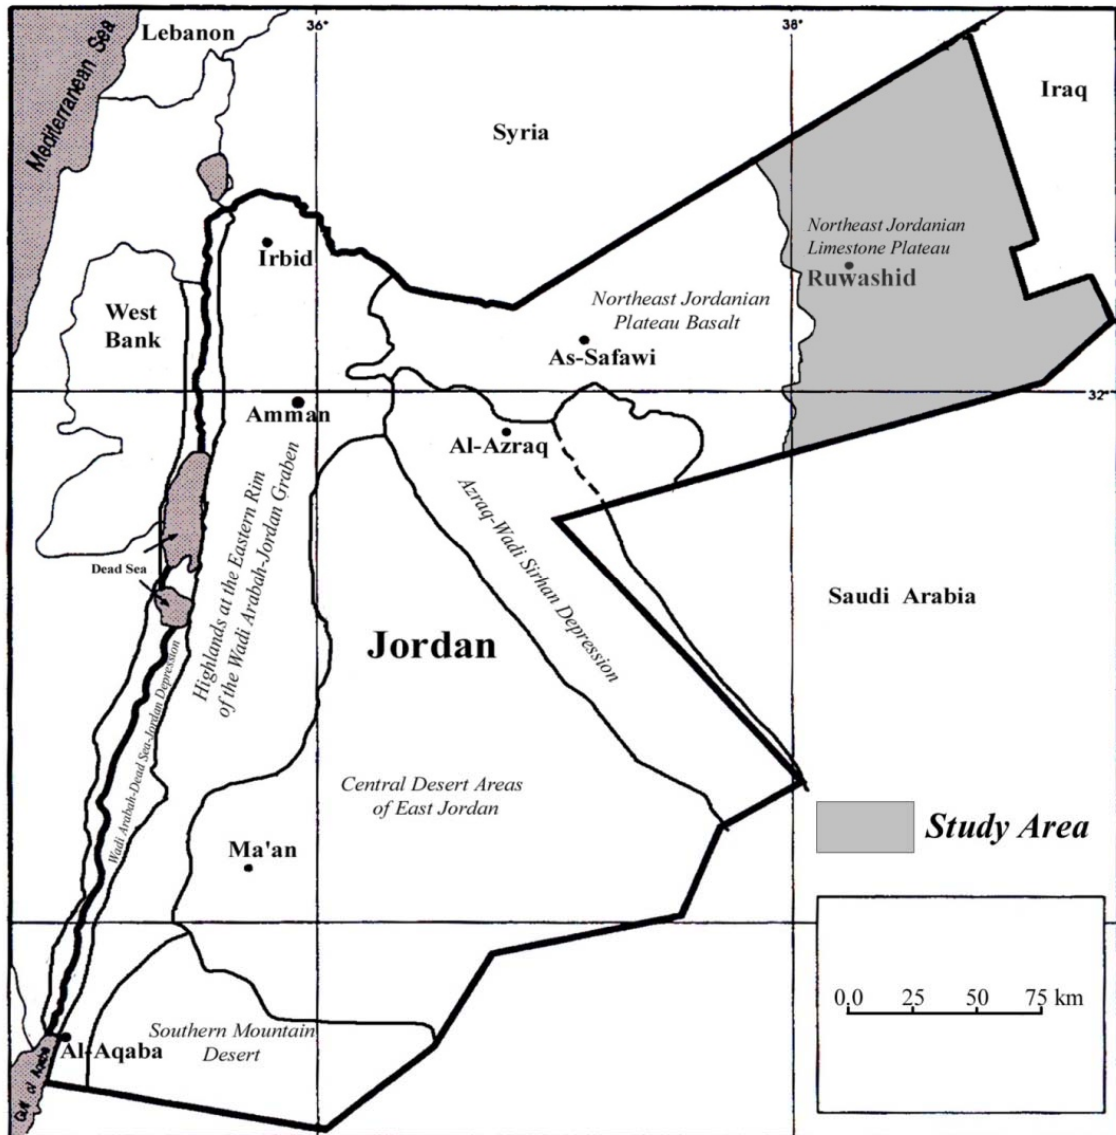 36°
38°
Lebanon
Mediterranean Sea
Iraq
Syria
Northeast Jordanian
Limestone Plateau
Ruwashid
Irbid
West
Bank
Northeast Jordanian
Plateau Basalt
As-Safawi
32°
Amman
Al-Azraq
Highlands at the Eastern Rim
of the Wadi Arabah-Jordan Graben
Azraq-Wadi Sirhan Depression
Dead Sea
Saudi Arabia
Jordan
Wadi Arabah-Dead Sea-Jordan Depression
Central Desert Areas
of East Jordan
Study Area
Ma'an
0.0 25 50 75 km
Southern Mountain
Desert
Al-Aqaba
Gulf of Aqaba